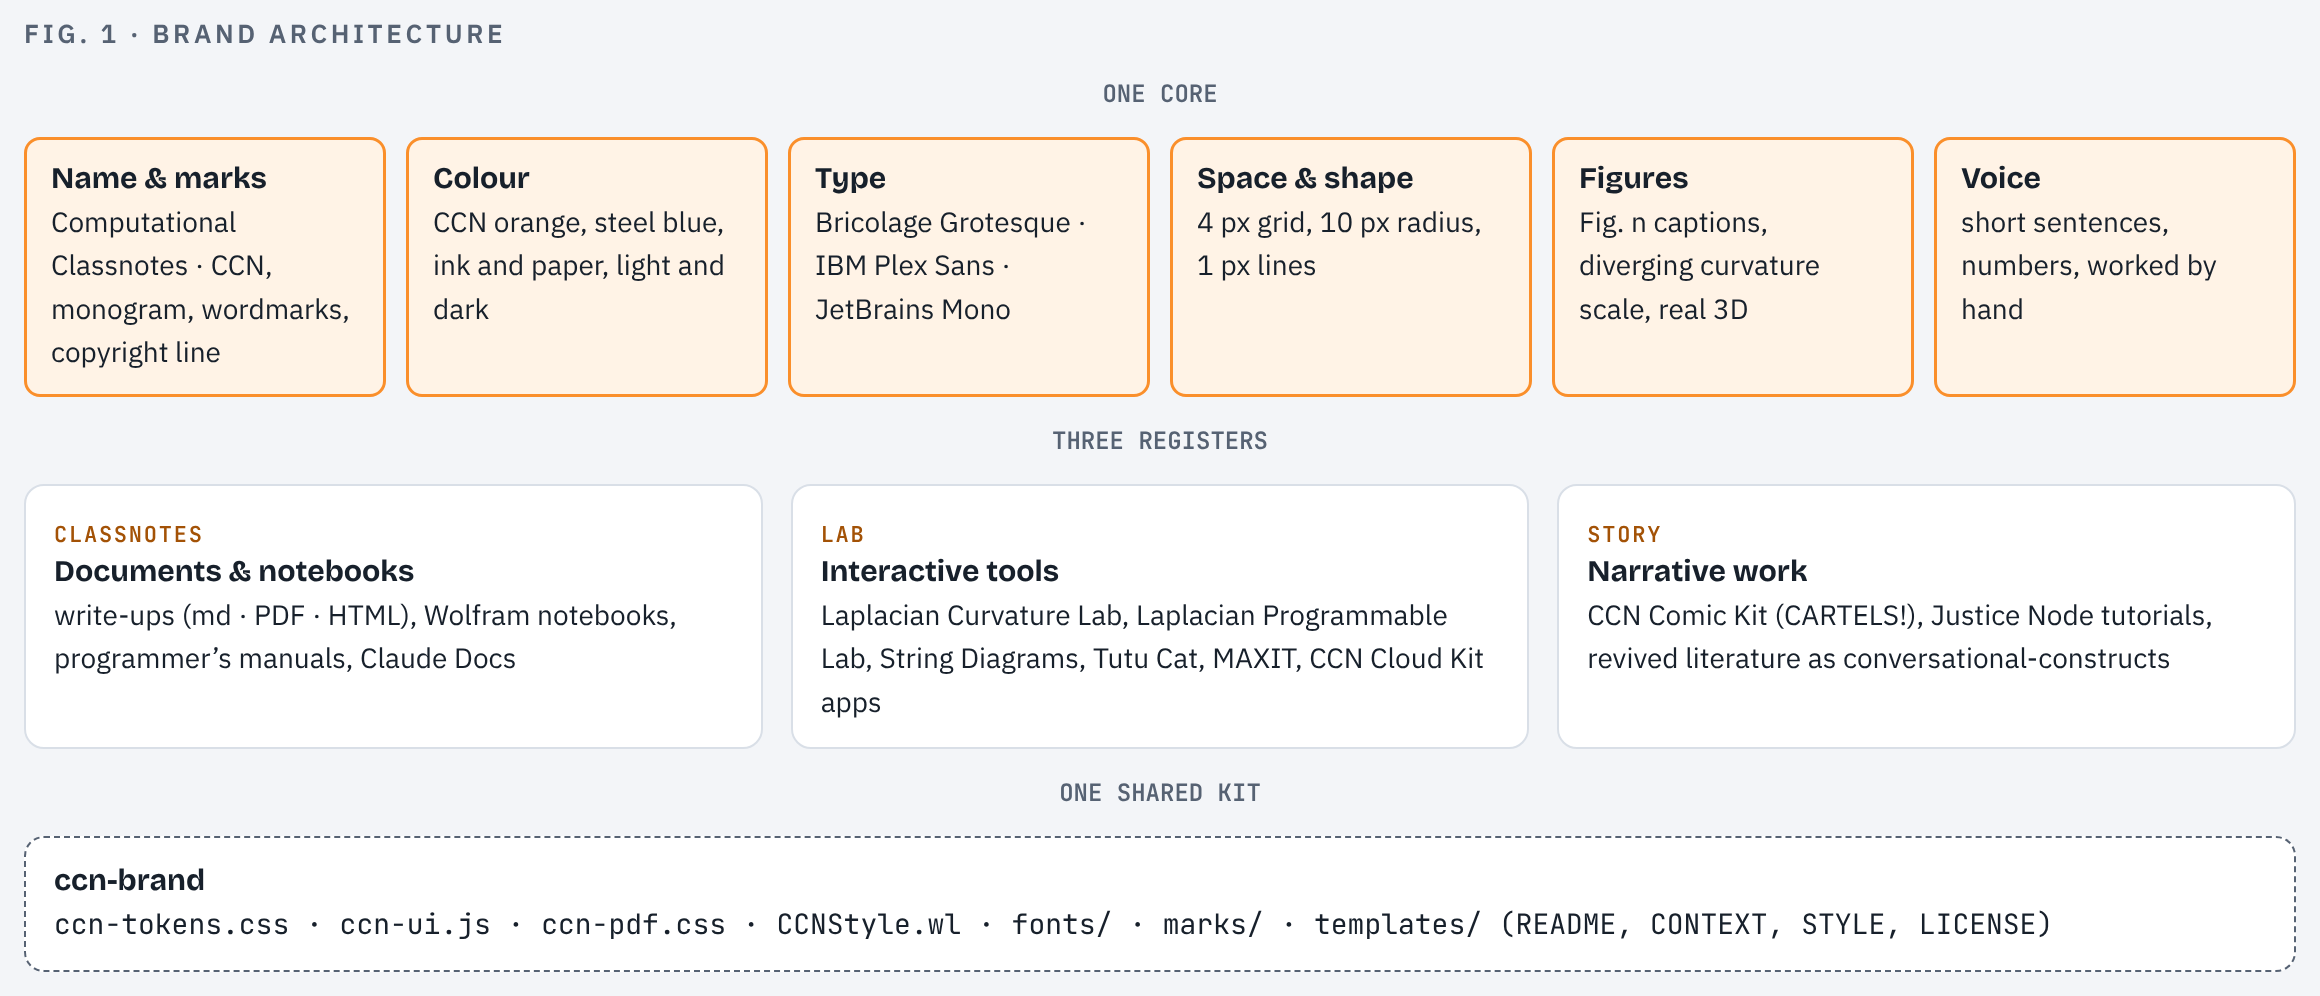 FIG. 1 · BRAND ARCHITECTURE
ONE CORE
Name & marks
Computational
Classnotes · CCN,
monogram, wordmarks,
copyright line
Colour
CCN orange, steel blue,
ink and paper, light and
dark
Type
Bricolage Grotesque ·
IBM Plex Sans ·
JetBrains Mono
Space & shape
4 px grid, 10 px radius,
1 px lines
Figures
Fig. n captions,
diverging curvature
scale, real 3D
Voice
short sentences,
numbers, worked by
hand
THREE REGISTERS
CLASSNOTES
Documents & notebooks
write-ups (md · PDF · HTML), Wolfram notebooks,
programmer’s manuals, Claude Docs
LAB
Interactive tools
Laplacian Curvature Lab, Laplacian Programmable
Lab, String Diagrams, Tutu Cat, MAXIT, CCN Cloud Kit
apps
STORY
Narrative work
CCN Comic Kit (CARTELS!), Justice Node tutorials,
revived literature as conversational-constructs
ONE SHARED KIT
ccn-brand
ccn-tokens.css · ccn-ui.js · ccn-pdf.css · CCNStyle.wl · fonts/ · marks/ · templates/ (README, CONTEXT, STYLE, LICENSE)